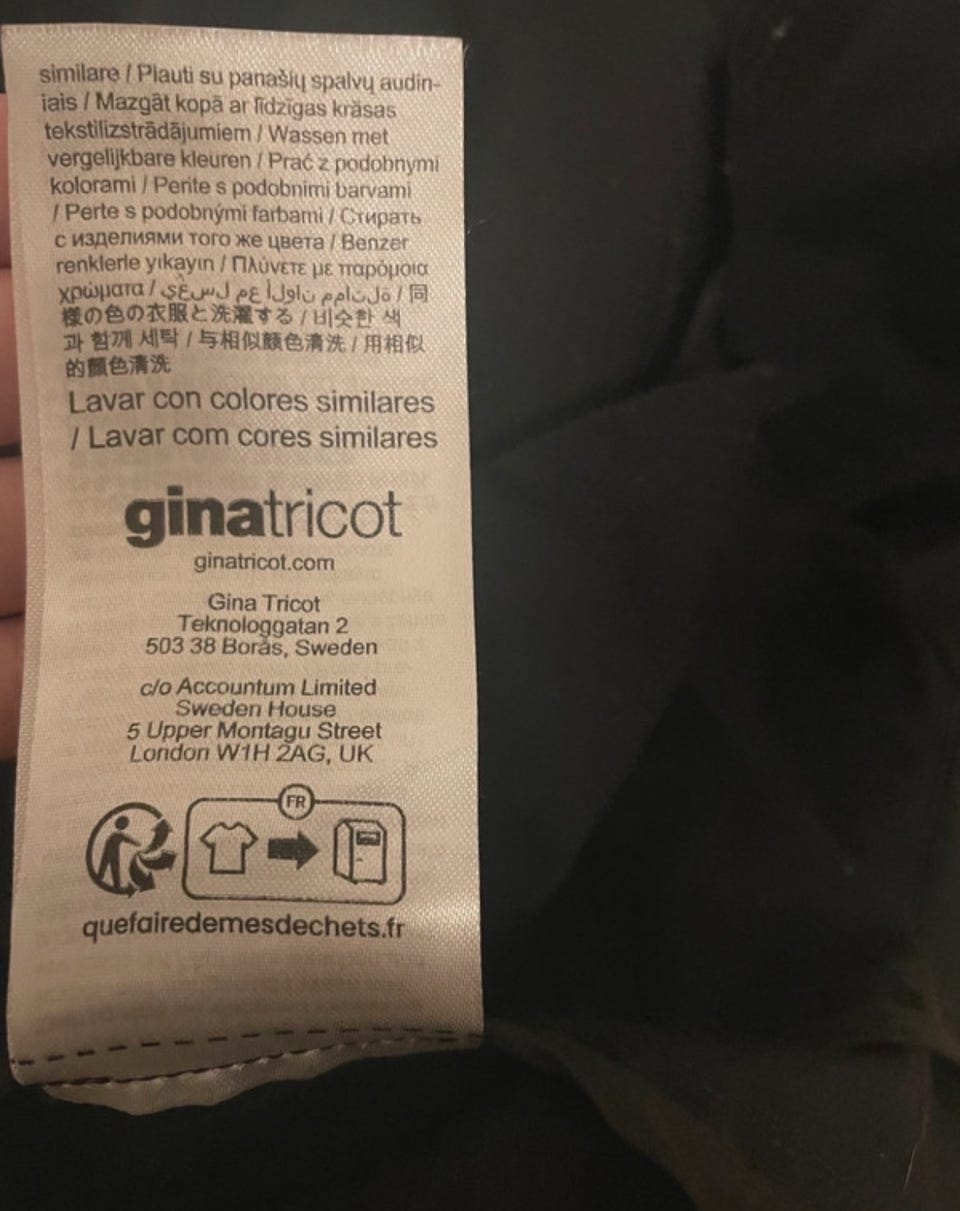 similare / Plauti su panašių spalvų audin-
iais / Mazgāt kopā ar līdzīgas krāsas
tekstilizstrādājumiem / Wassen met
vergelijkbare kleuren / Prać z podobnymi
kolorami / Perite s podobnimi barvami
/ Perte s podobnými farbami / Стирать
с изделиями того же цвета / Benzer
renklerle yıkayın / Πλύνετε με παρόμοια
χρώματα / / 同
様の色の衣服と洗濯する / 비슷한 색
과 함께 세탁 / 与相似颜色清洗 / 用相似
的顏色清洗
Lavar con colores similares
/ Lavar com cores similares
ginatricot
ginatricot.com
Gina Tricot
Teknologgatan 2
503 38 Borås, Sweden
c/o Accountum Limited
Sweden House
5 Upper Montagu Street
London W1H 2AG, UK
FR
quefairedemesdechets.fr